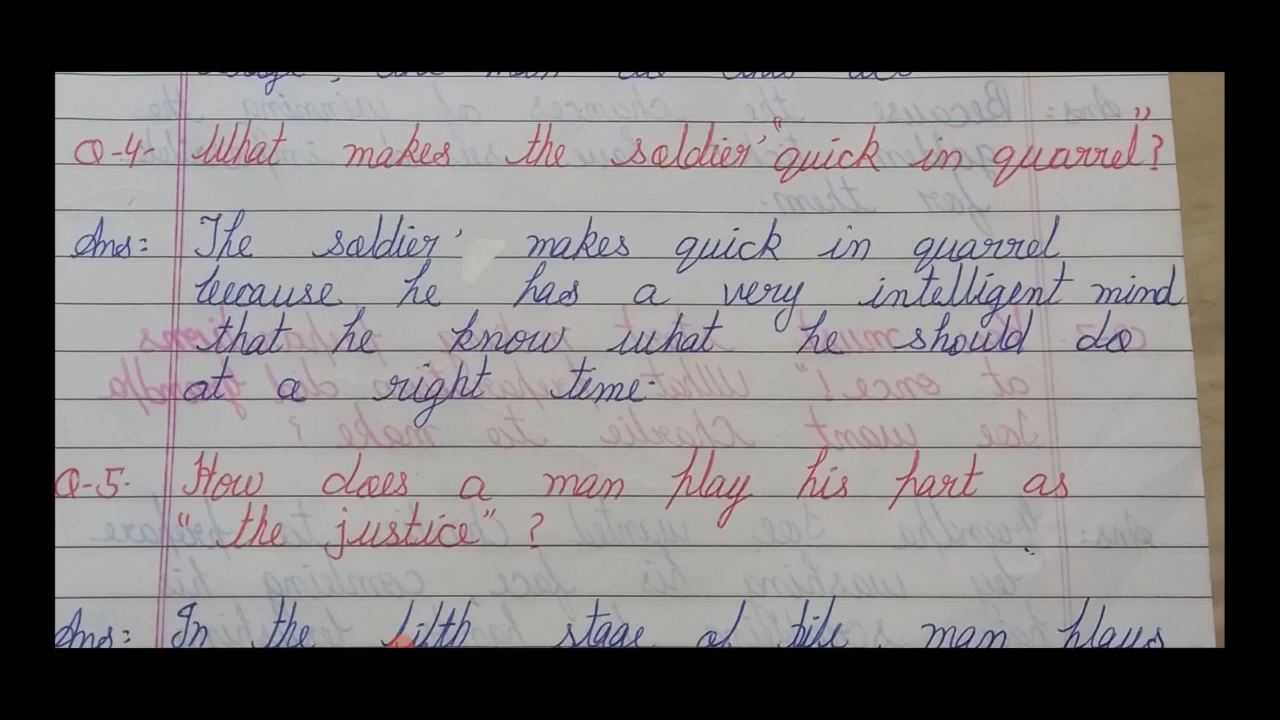 Q-4- What makes the soldier' "quick in quarrel"?
Ans: The soldier' makes quick in quarrel
because he has a very intelligent mind
that he know what he should do
at a right time.
Q-5. How does a man play his part as
"the justice" ?
Ans: In the fifth stage of life, man plays